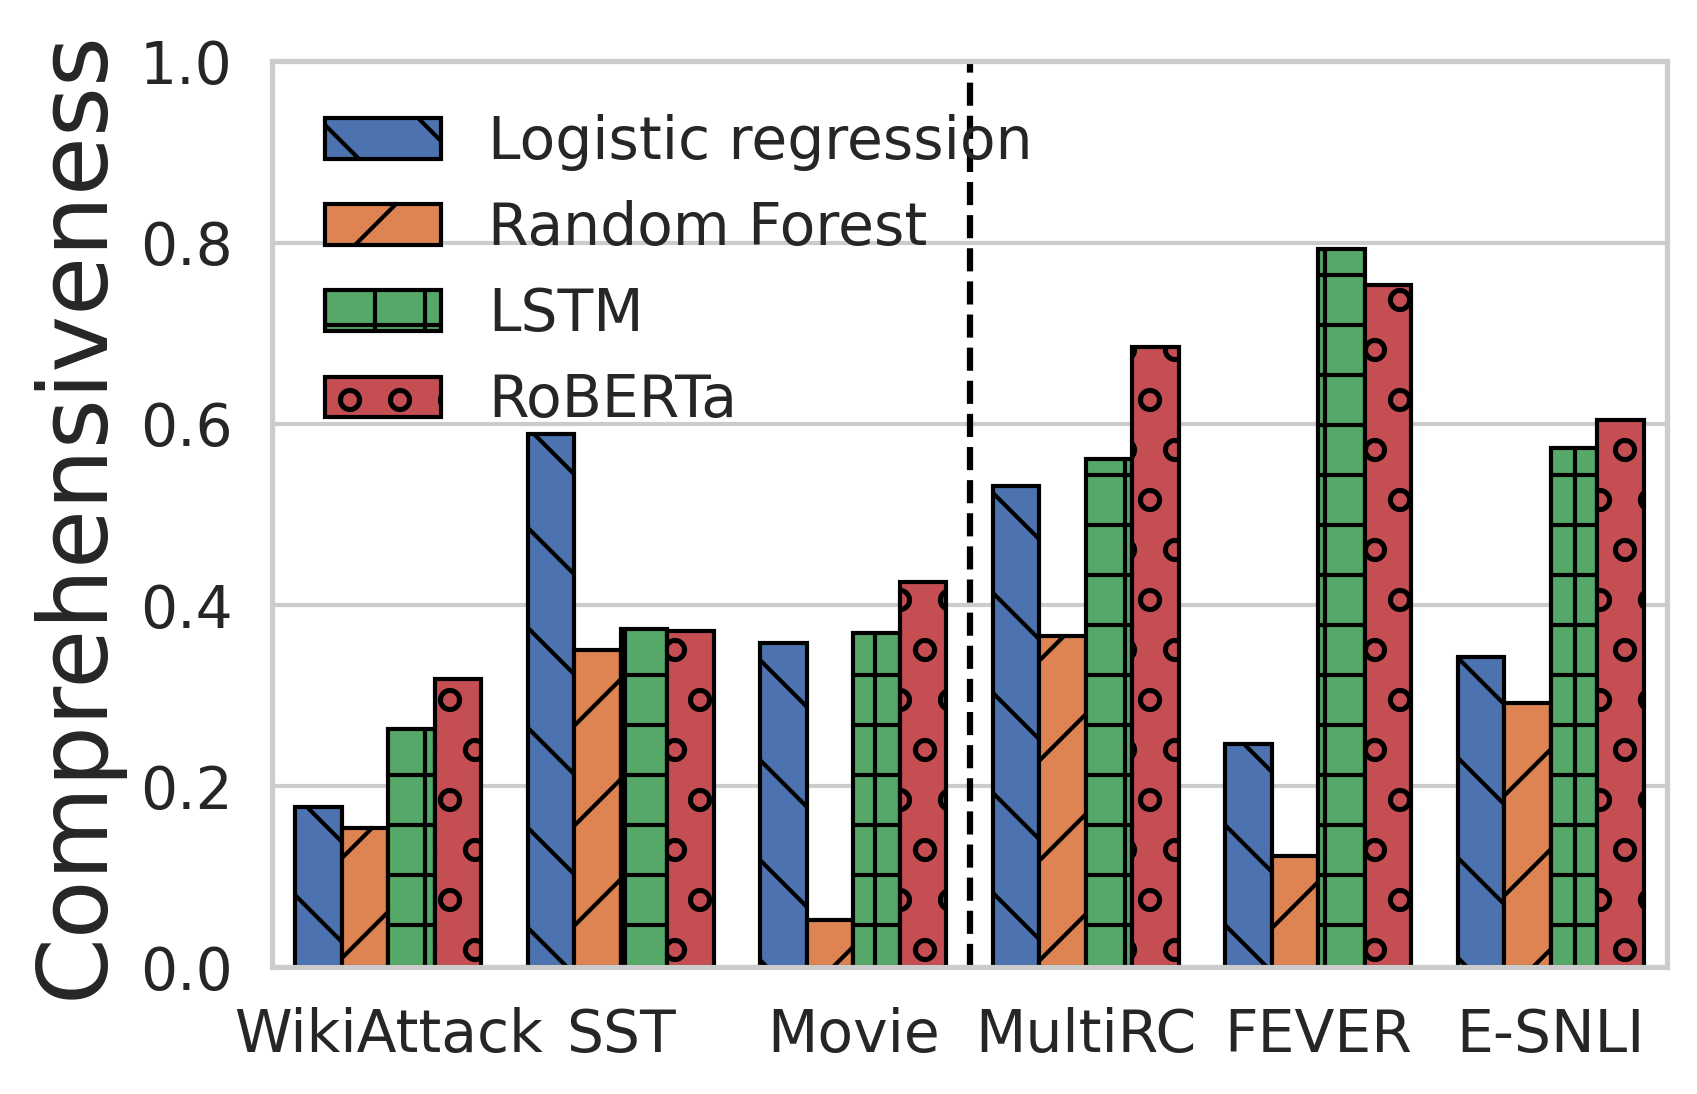 Comprehensiveness
1.0
0.8
0.6
0.4
0.2
0.0
Logistic regression
Random Forest
LSTM
RoBERTa
WikiAttack SST Movie MultiRC FEVER E-SNLI